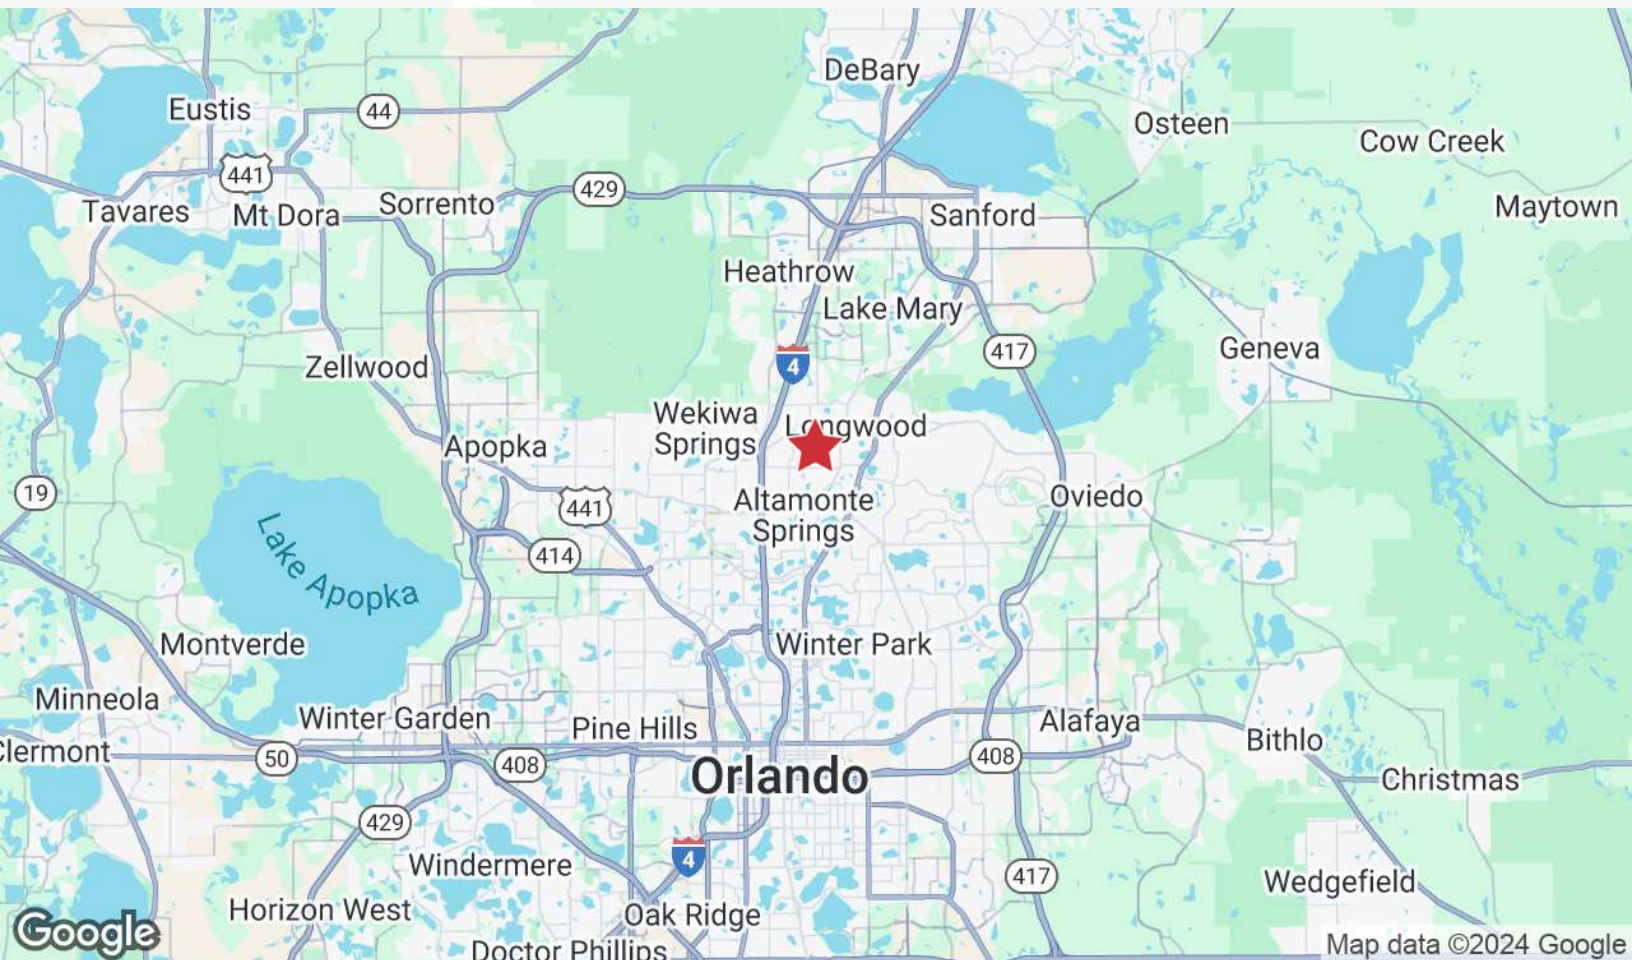 DeBary
Eustis
44
Osteen
Cow Creek
441
429
Tavares
Mt Dora
Sorrento
Sanford
Maytown
Heathrow
Lake Mary
Zellwood
4
417
Geneva
Wekiwa
Springs
Longwood
Apopka
19
441
Altamonte
Springs
Oviedo
Lake Apopka
414
Montverde
Winter Park
Minneola
Winter Garden
Pine Hills
Alafaya
Clermont
50
408
Orlando
408
Bithlo
Christmas
429
Windermere
4
417
Wedgefield
Horizon West
Oak Ridge
Google
Doctor Phillips
Map data ©2024 Google